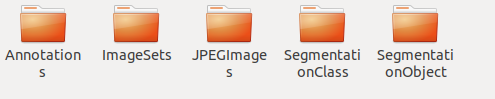 Annotation
s
ImageSets
JPEGImage
s
Segmentati
onClass
Segmentati
onObject